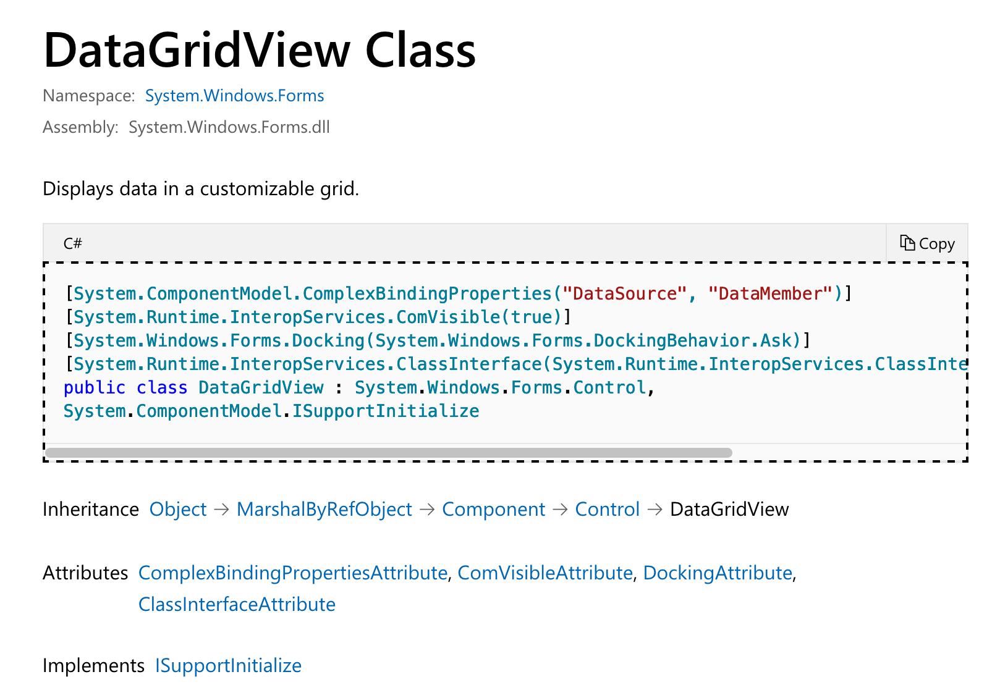 DataGridView Class
Namespace: System.Windows.Forms
Assembly: System.Windows.Forms.dll
Displays data in a customizable grid.
C#
Copy
[System.ComponentModel.ComplexBindingProperties("DataSource", "DataMember")]
[System.Runtime.InteropServices.ComVisible(true)]
[System.Windows.Forms.Docking(System.Windows.Forms.DockingBehavior.Ask)]
[System.Runtime.InteropServices.ClassInterface(System.Runtime.InteropServices.ClassInte
public class DataGridView : System.Windows.Forms.Control,
System.ComponentModel.ISupportInitialize
Inheritance Object → MarshalByRefObject → Component → Control → DataGridView
Attributes ComplexBindingPropertiesAttribute, ComVisibleAttribute, DockingAttribute,
ClassInterfaceAttribute
Implements ISupportInitialize